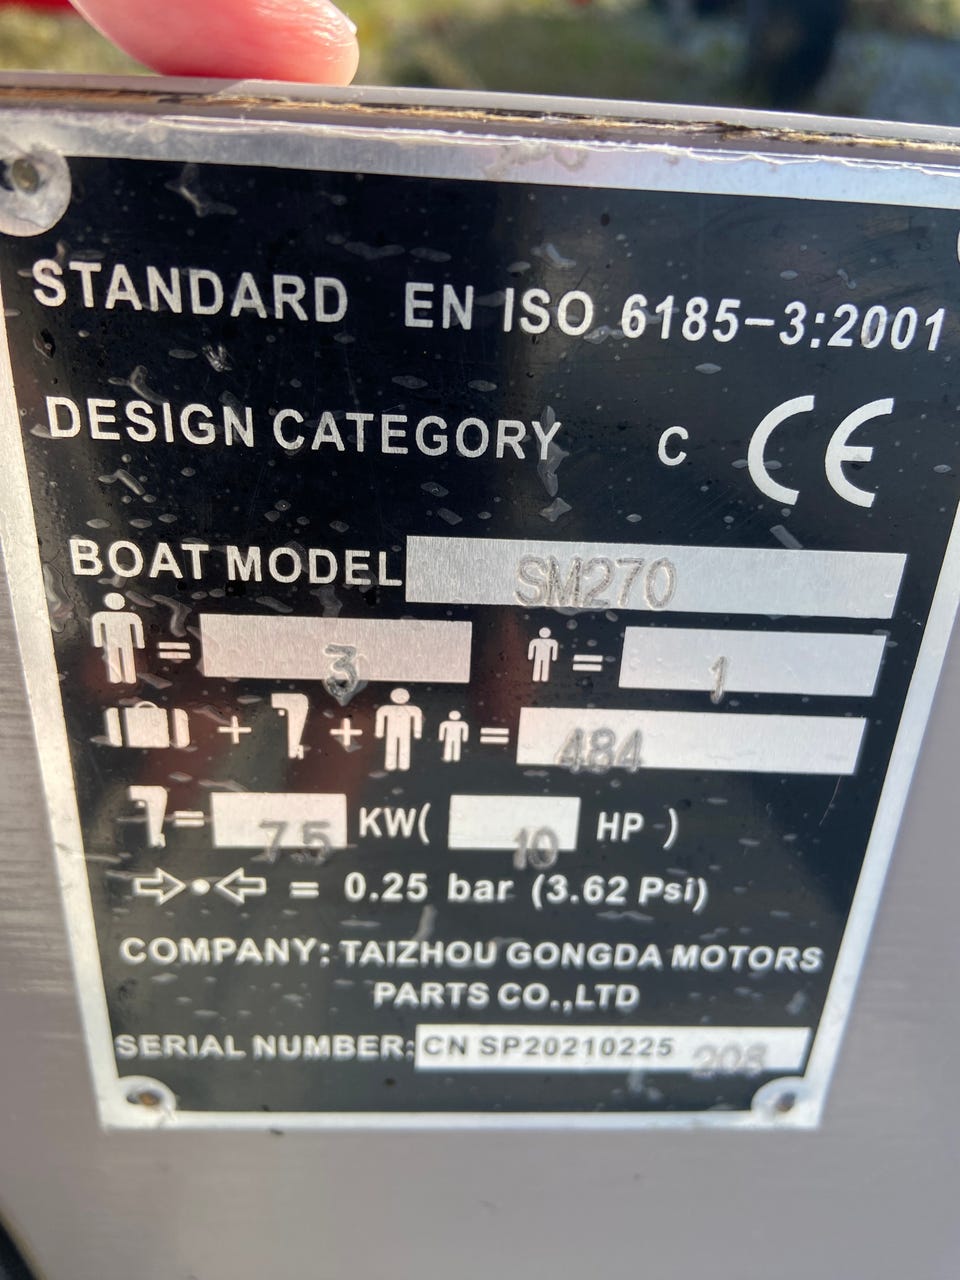 STANDARD EN ISO 6185-3:2001
DESIGN CATEGORY C CE
BOAT MODEL SM270
= 3 = 1
+ + = 484
= 7.5 KW( 10 HP )
= 0.25 bar (3.62 Psi)
COMPANY: TAIZHOU GONGDA MOTORS
PARTS CO.,LTD
SERIAL NUMBER: CN SP20210225 208